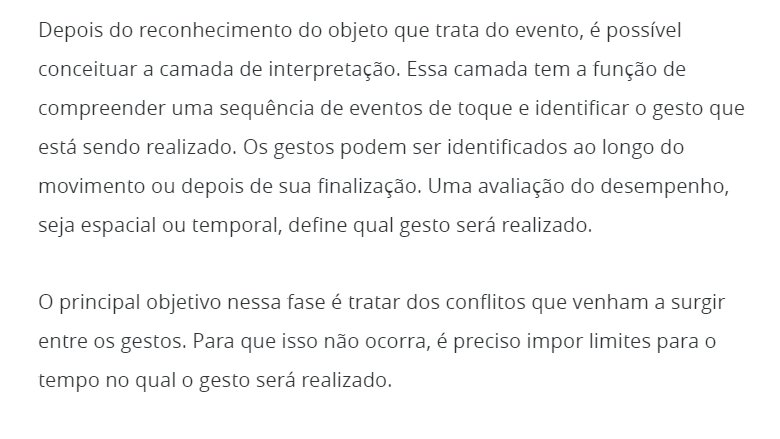 Depois do reconhecimento do objeto que trata do evento, é possível
conceituar a camada de interpretação. Essa camada tem a função de
compreender uma sequência de eventos de toque e identificar o gesto que
está sendo realizado. Os gestos podem ser identificados ao longo do
movimento ou depois de sua finalização. Uma avaliação do desempenho,
seja espacial ou temporal, define qual gesto será realizado.
O principal objetivo nessa fase é tratar dos conflitos que venham a surgir
entre os gestos. Para que isso não ocorra, é preciso impor limites para o
tempo no qual o gesto será realizado.